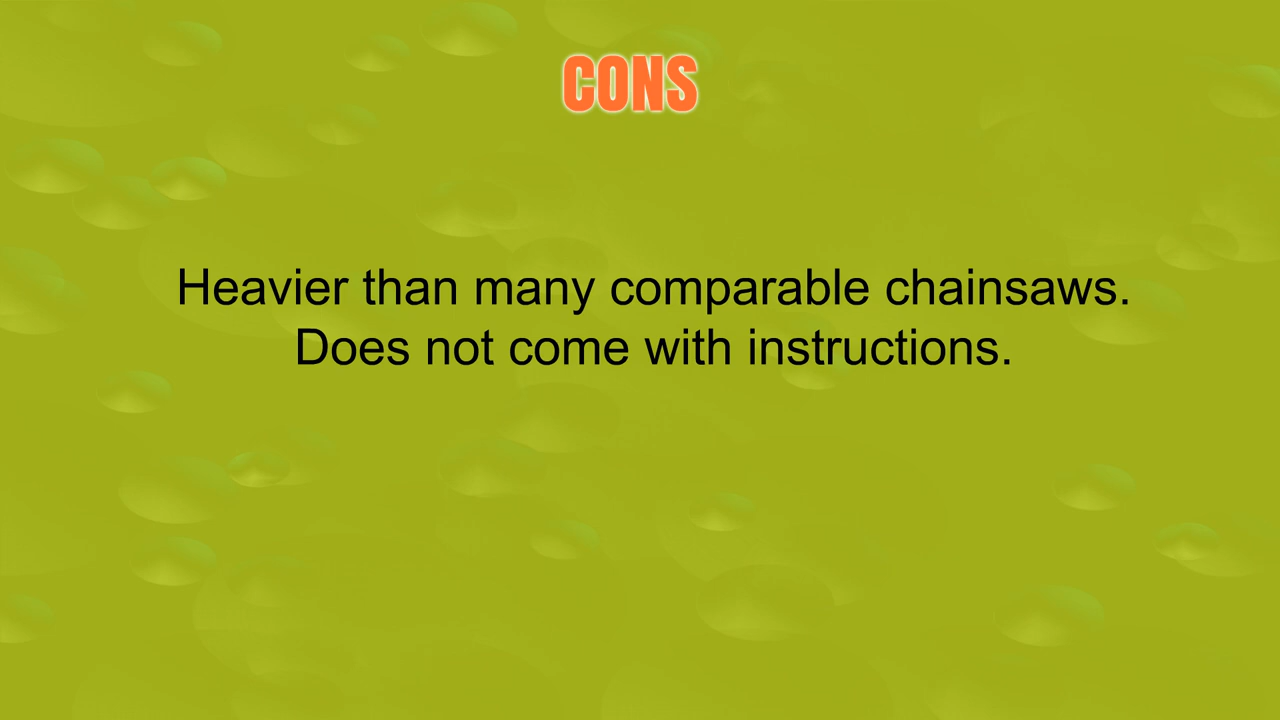 CONS
Heavier than many comparable chainsaws.
Does not come with instructions.